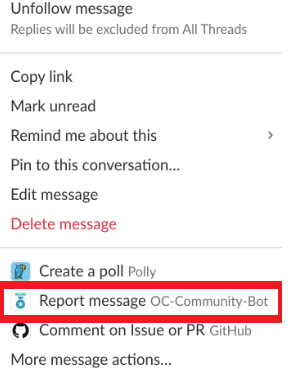 Unfollow message
Replies will be excluded from All Threads
Copy link
Mark unread
Remind me about this
Pin to this conversation...
Edit message
Delete message
Create a poll Polly
Report message OC-Community-Bot
Comment on Issue or PR GitHub
More message actions...